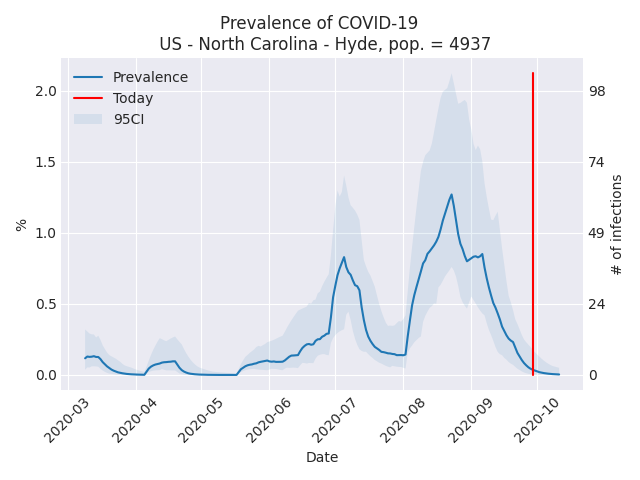 Prevalence of COVID-19
US - North Carolina - Hyde, pop. = 4937
Prevalence
Today
95CI
2.0
1.5
1.0
0.5
0.0
%
98
74
49
24
0
# of infections
2020-03
2020-04
2020-05
2020-06
2020-07
2020-08
2020-09
2020-10
Date